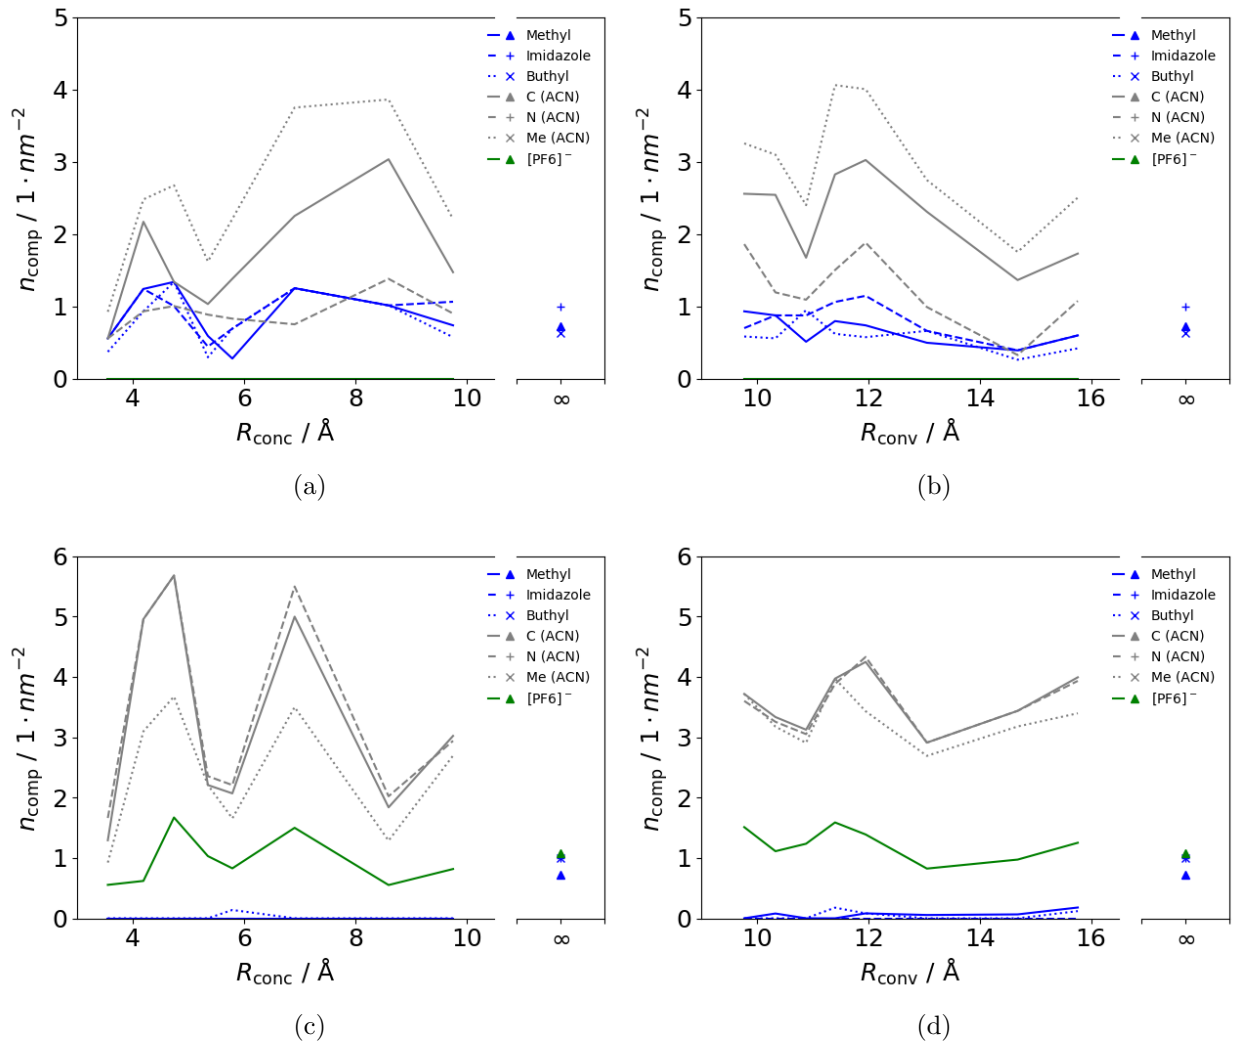 5
4
3
2
1
0
n_comp / 1 · nm^−2
4 6 8 10 ∞
R_conc / Å
Methyl
Imidazole
Buthyl
C (ACN)
N (ACN)
Me (ACN)
[PF6]^−
(a)
5
4
3
2
1
0
n_comp / 1 · nm^−2
10 12 14 16 ∞
R_conv / Å
Methyl
Imidazole
Buthyl
C (ACN)
N (ACN)
Me (ACN)
[PF6]^−
(b)
6
5
4
3
2
1
0
n_comp / 1 · nm^−2
4 6 8 10 ∞
R_conc / Å
Methyl
Imidazole
Buthyl
C (ACN)
N (ACN)
Me (ACN)
[PF6]^−
(c)
6
5
4
3
2
1
0
n_comp / 1 · nm^−2
10 12 14 16 ∞
R_conv / Å
Methyl
Imidazole
Buthyl
C (ACN)
N (ACN)
Me (ACN)
[PF6]^−
(d)